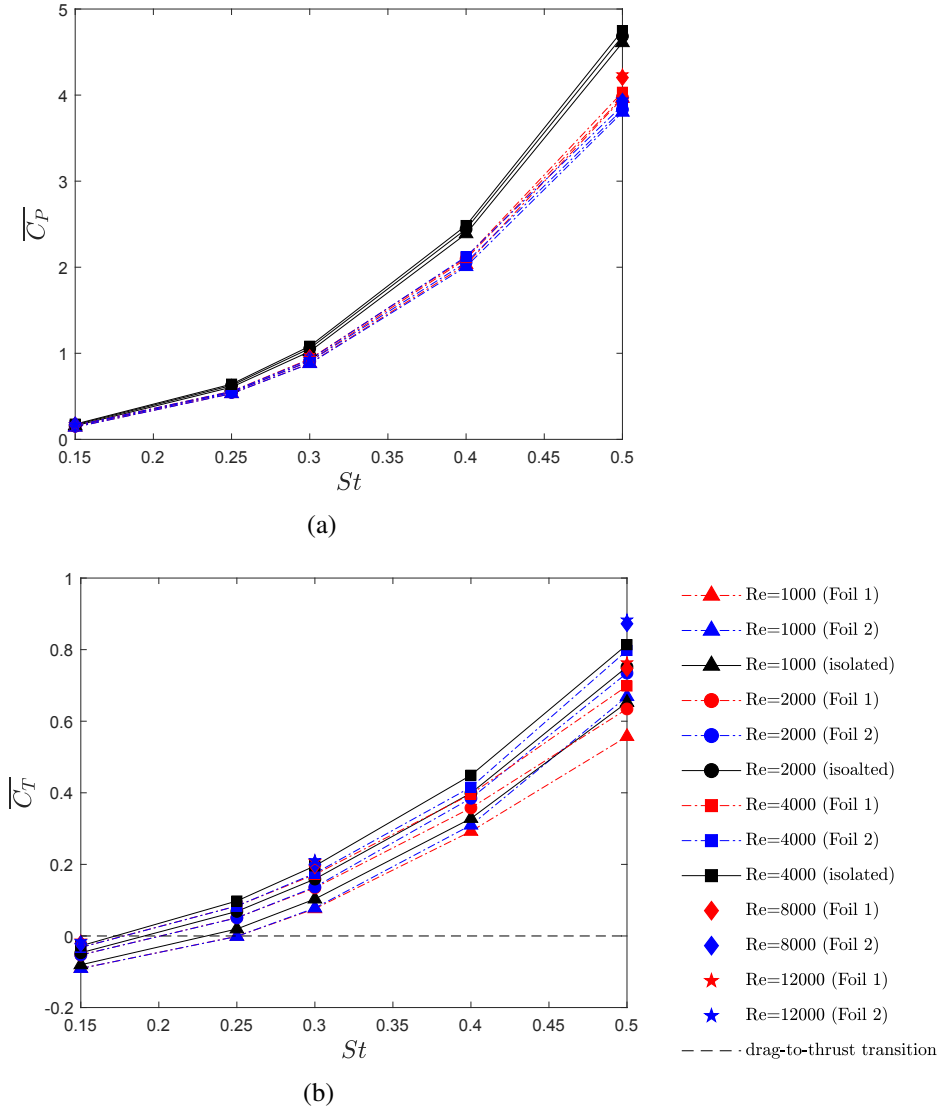 5
4
3
2
1
0
0.15
0.2
0.25
0.3
0.35
0.4
0.45
0.5
C_P
St
(a)
1
0.8
0.6
0.4
0.2
0
-0.2
0.15
0.2
0.25
0.3
0.35
0.4
0.45
0.5
C_T
St
(b)
Re=1000 (Foil 1)
Re=1000 (Foil 2)
Re=1000 (isolated)
Re=2000 (Foil 1)
Re=2000 (Foil 2)
Re=2000 (isoalted)
Re=4000 (Foil 1)
Re=4000 (Foil 2)
Re=4000 (isolated)
Re=8000 (Foil 1)
Re=8000 (Foil 2)
Re=12000 (Foil 1)
Re=12000 (Foil 2)
drag-to-thrust transition